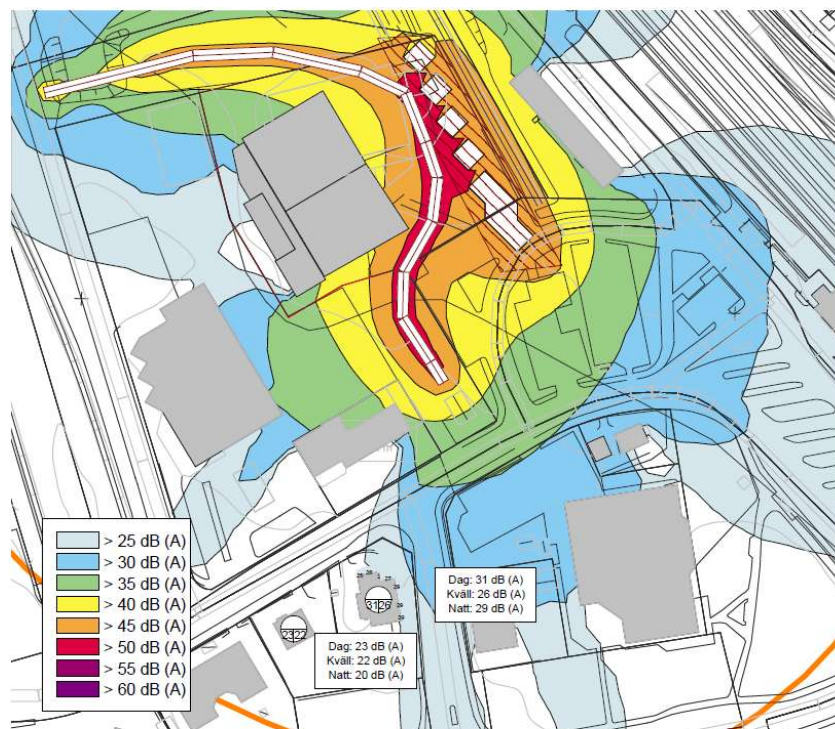 > 25 dB (A)
> 30 dB (A)
> 35 dB (A)
> 40 dB (A)
> 45 dB (A)
> 50 dB (A)
> 55 dB (A)
> 60 dB (A)
31 26
23 22
Dag: 23 dB (A)
Kväll: 22 dB (A)
Natt: 20 dB (A)
Dag: 31 dB (A)
Kväll: 26 dB (A)
Natt: 29 dB (A)